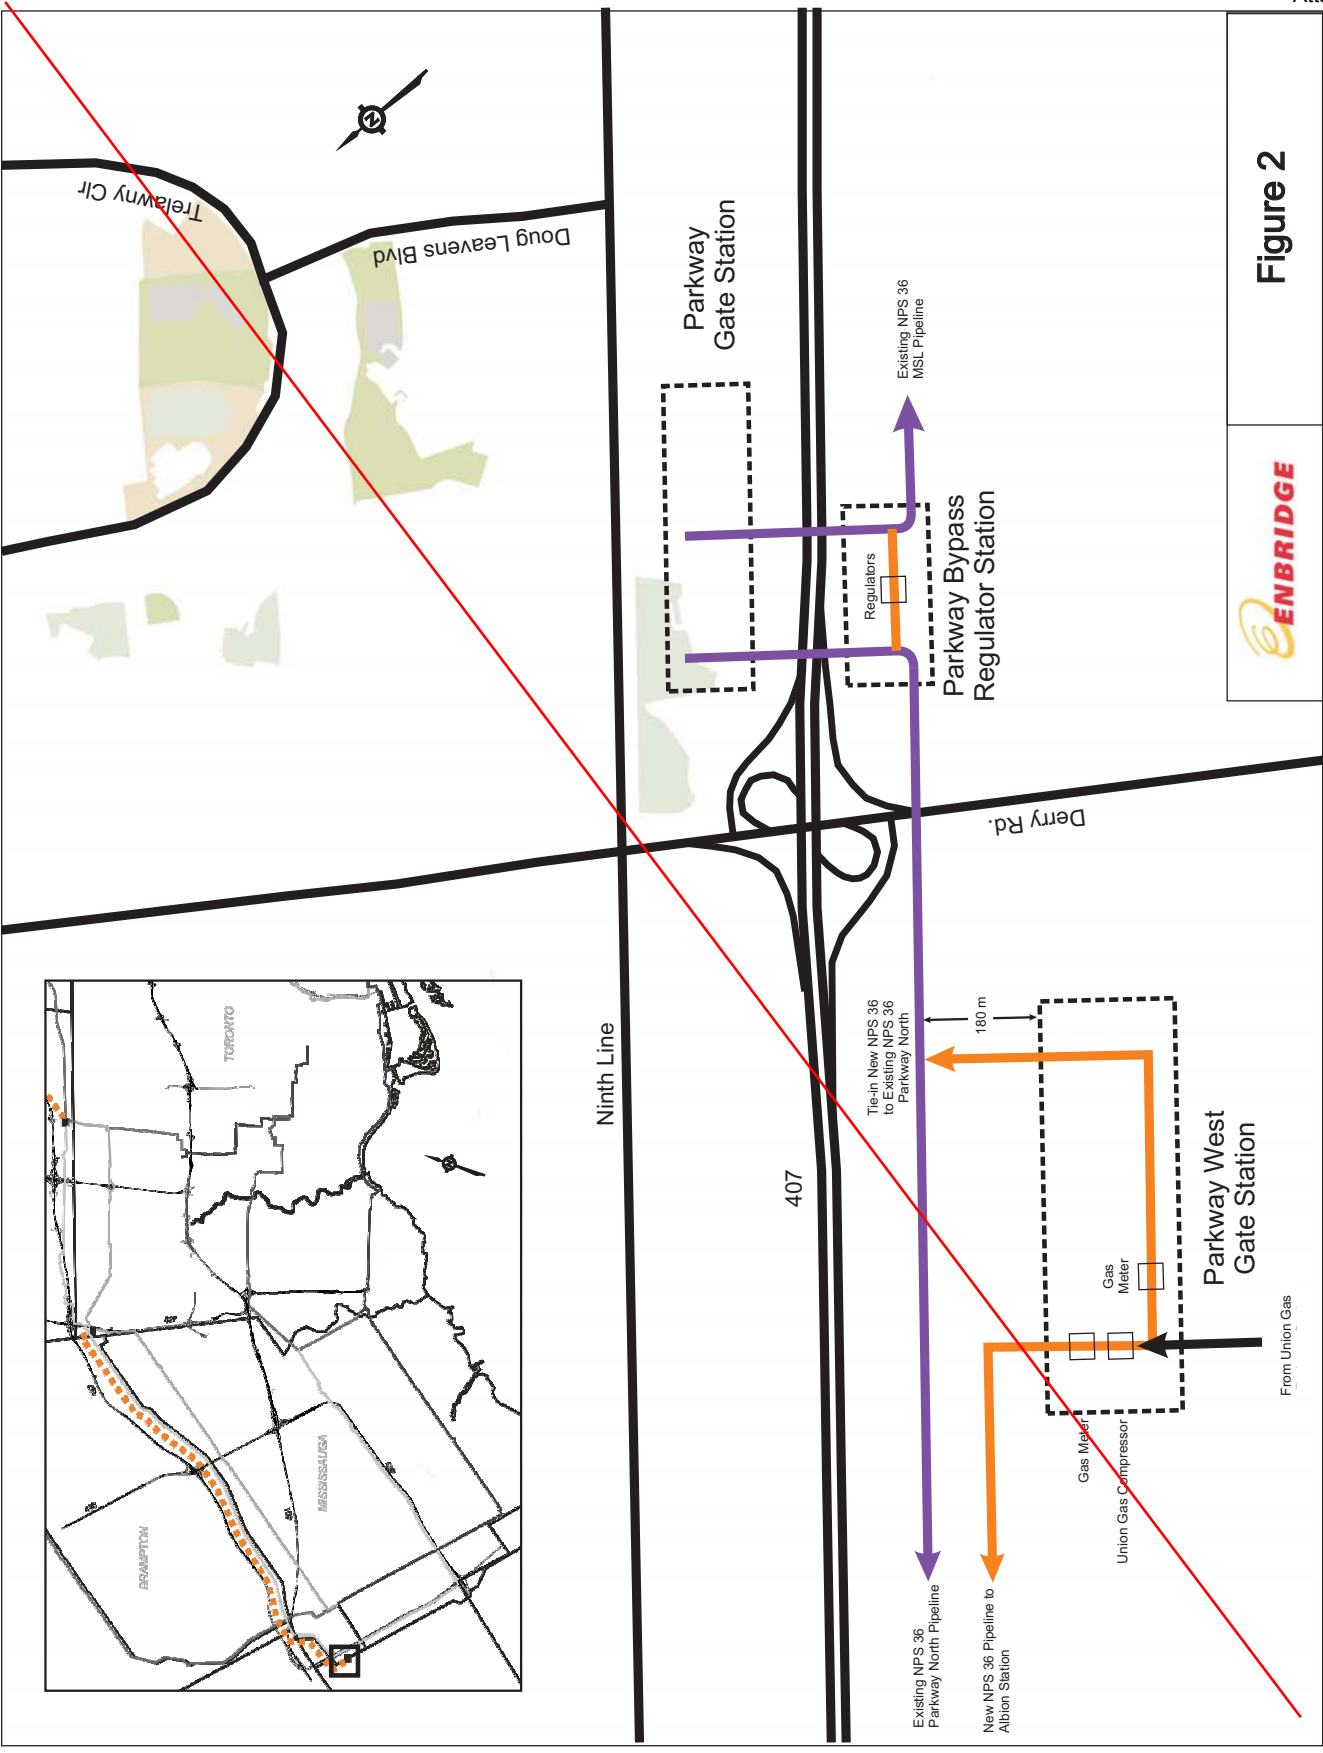 Trelawny Clr
Doug Leavens Blvd
Parkway
Gate Station
Figure 2
Existing NPS 36
MSL Pipeline
Regulators
Parkway Bypass
Regulator Station
ENBRIDGE
Derry Rd.
TORONTO
MISSISSAUGA
BRAMPTON
Ninth Line
407
Tie-in New NPS 36
to Existing NPS 36
Parkway North
180 m
Parkway West
Gate Station
Gas
Meter
From Union Gas
Gas Meter
Union Gas Compressor
Existing NPS 36
Parkway North Pipeline
New NPS 36 Pipeline to
Albion Station
N
N